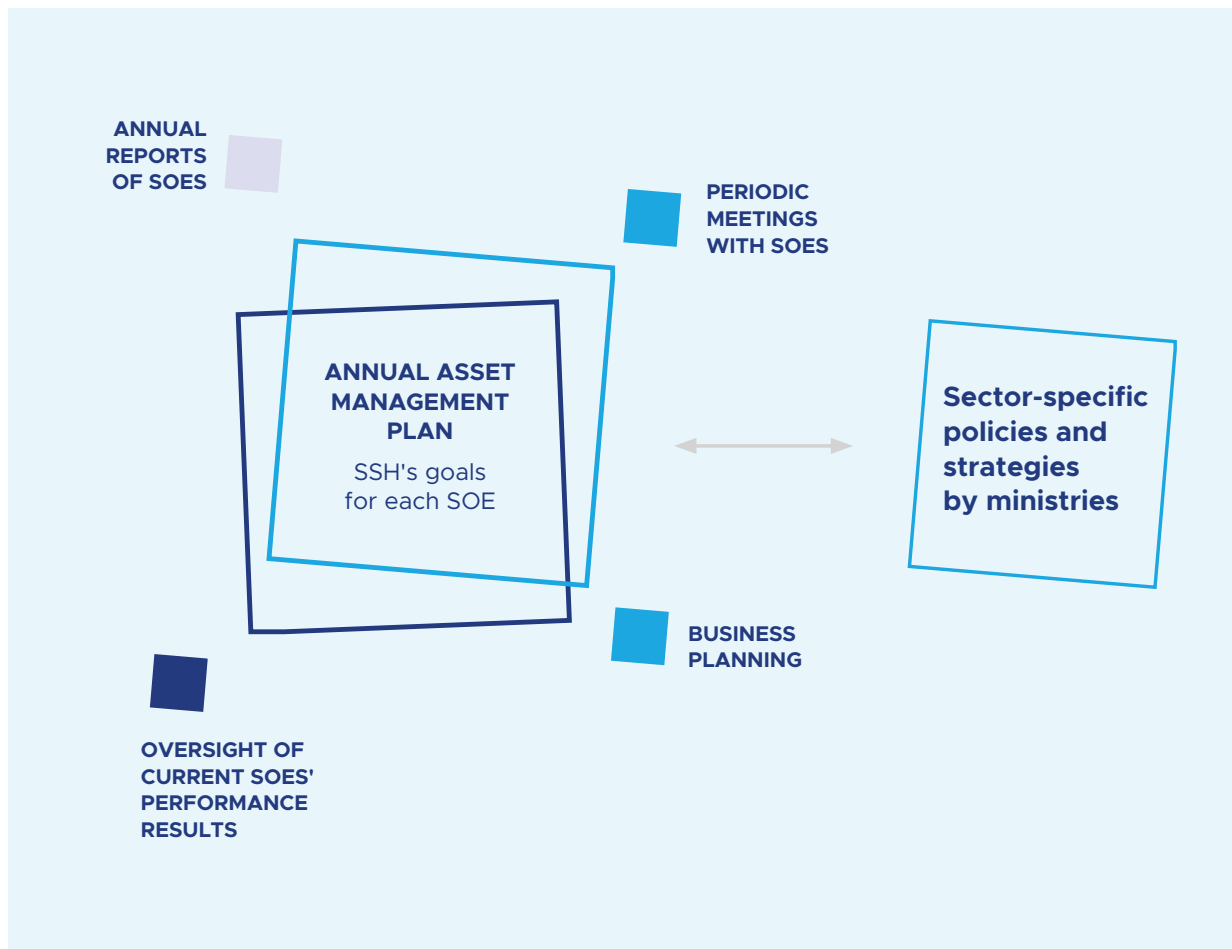 ANNUAL
REPORTS
OF SOES
PERIODIC
MEETINGS
WITH SOES
ANNUAL ASSET
MANAGEMENT
PLAN
SSH's goals
for each SOE
Sector-specific
policies and
strategies
by ministries
BUSINESS
PLANNING
OVERSIGHT OF
CURRENT SOES'
PERFORMANCE
RESULTS